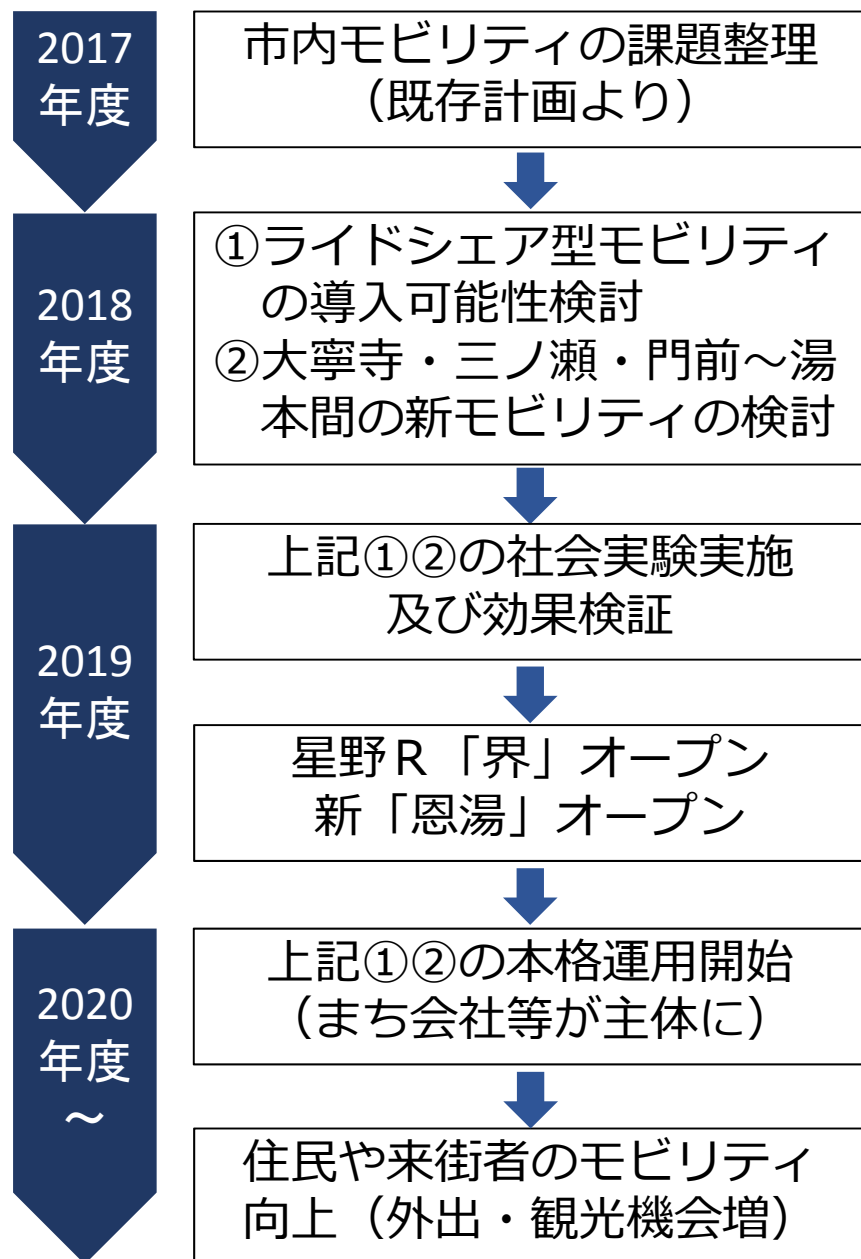 2017
年度
市内モビリティの課題整理
（既存計画より）
2018
年度
①ライドシェア型モビリティ
の導入可能性検討
②大寧寺・三ノ瀬・門前～湯
本間の新モビリティの検討
2019
年度
上記①②の社会実験実施
及び効果検証
星野Ｒ「界」オープン
新「恩湯」オープン
2020
年度
～
上記①②の本格運用開始
（まち会社等が主体に）
住民や来街者のモビリティ
向上（外出・観光機会増）